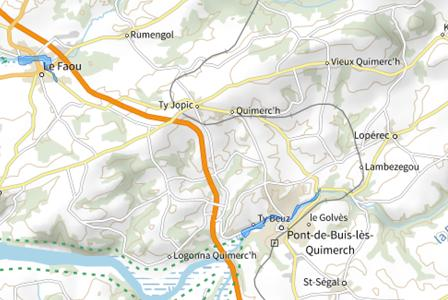 Rumengol
Vieux Quimerc'h
Le Faou
Ty Jopic
Quimerc'h
Lopérec
Lambezegou
Ty Beuz
le Golvès
Pont-de-Buis-lès-
Quimerch
Logonna Quimerc'h
St-Ségal